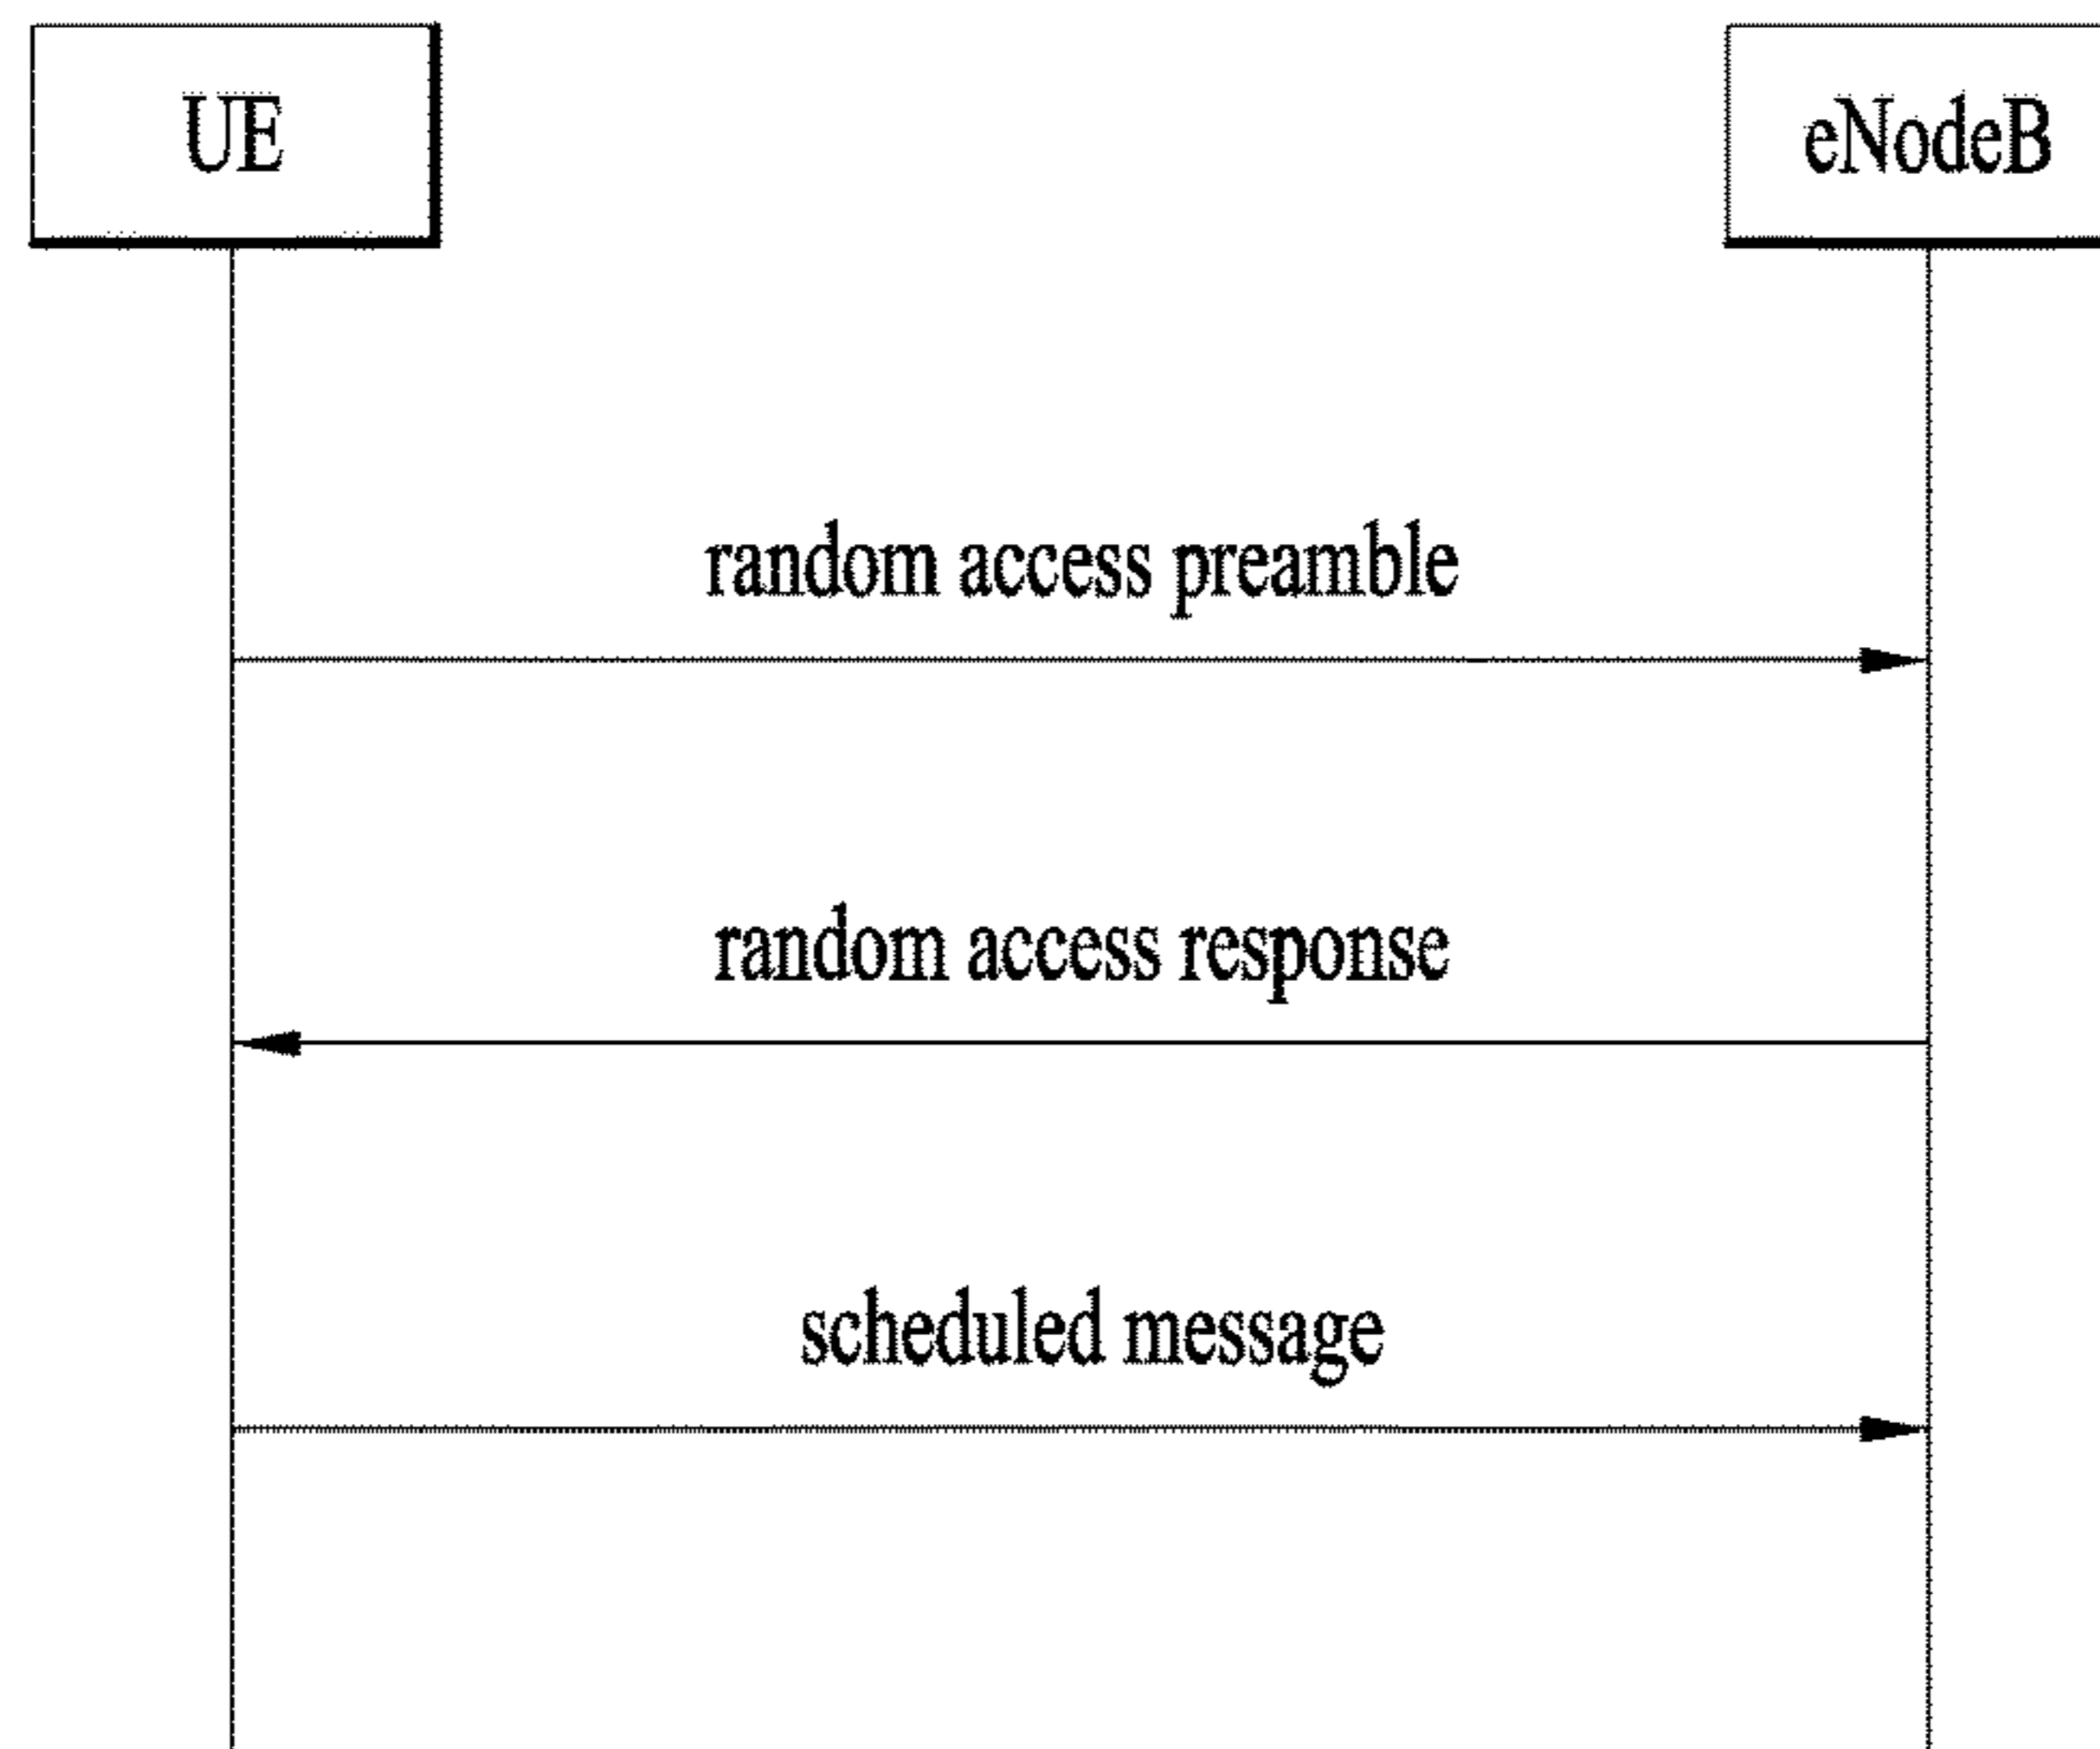 UE
eNodeB
random access preamble
random access response
scheduled message